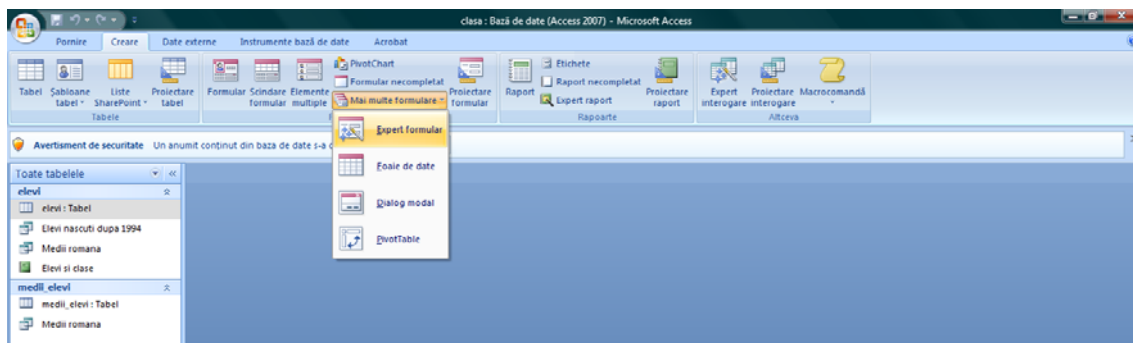 clasa : Bază de date (Access 2007) - Microsoft Access
Pornire Creare Date externe Instrumente bază de date Acrobat
Tabel Șabloane tabel Liste SharePoint Proiectare tabel
Formular Scindare formular Elemente multiple
PivotChart
Formular necompletat
Mai multe formulare
Proiectare formular
Raport
Etichete
Raport necompletat
Expert raport
Proiectare raport
Expert interogare Proiectare interogare Macrocomandă
Tabele
Rapoarte
Altceva
Expert formular
Foaie de date
Dialog modal
PivotTable
Avertisment de securitate Un anumit conținut din baza de date s-a
Toate tabelele
elevi
elevi : Tabel
Elevi nascuti dupa 1994
Medii romana
Elevi si clase
medii_elevi
medii_elevi : Tabel
Medii romana